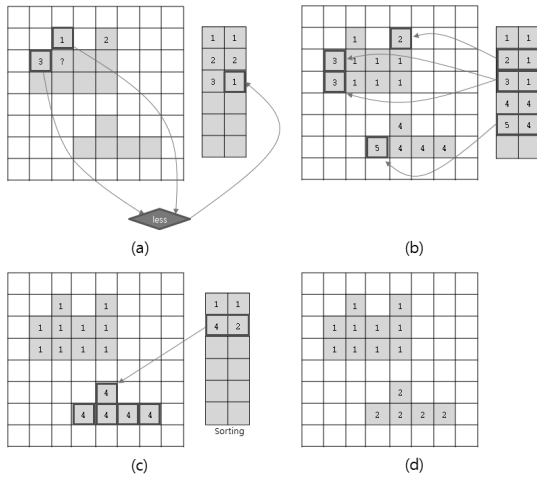 1 2
3 ?
1 1
2 2
3 1
less
(a)
1 2
3 1 1 1
3 1 1 1
4
5 4 4 4
1 1
2 1
3 1
4 4
5 4
(b)
1 1
1 1 1 1
1 1 1 1
4
4 4 4 4
1 1
4 2
Sorting
(c)
1 1
1 1 1 1
1 1 1 1
2
2 2 2 2
(d)